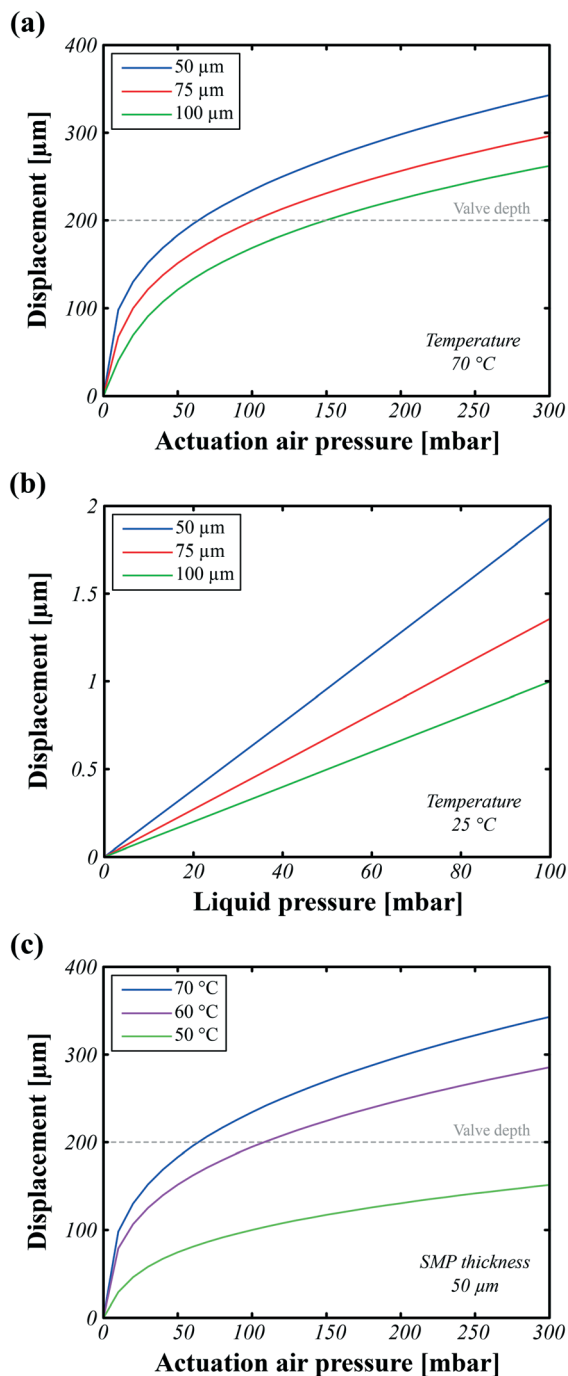 (a)
400
300
200
100
0
50 µm
75 µm
100 µm
Valve depth
Temperature
70 °C
0
50
100
150
200
250
300
Displacement [µm]
Actuation air pressure [mbar]
(b)
2
1.5
1
0.5
0
50 µm
75 µm
100 µm
Temperature
25 °C
0
20
40
60
80
100
Displacement [µm]
Liquid pressure [mbar]
(c)
400
300
200
100
0
70 °C
60 °C
50 °C
Valve depth
SMP thickness
50 µm
0
50
100
150
200
250
300
Displacement [µm]
Actuation air pressure [mbar]